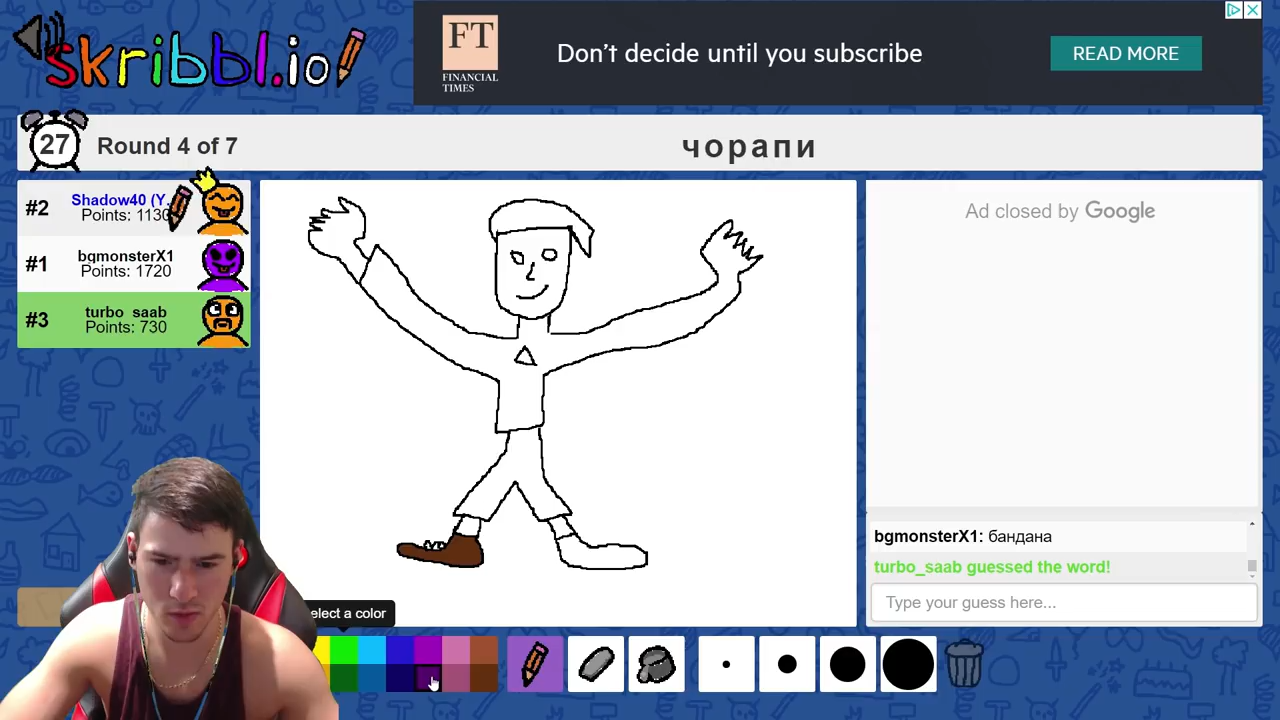 skribbl.io
FT
FINANCIAL
TIMES
Don't decide until you subscribe
READ MORE
27
Round 4 of 7
чорапи
#2
Shadow40 (Y
Points: 1130
#1
bgmonsterX1
Points: 1720
#3
turbo_saab
Points: 730
Ad closed by Google
bgmonsterX1: бандана
turbo_saab guessed the word!
Type your guess here...
elect a color